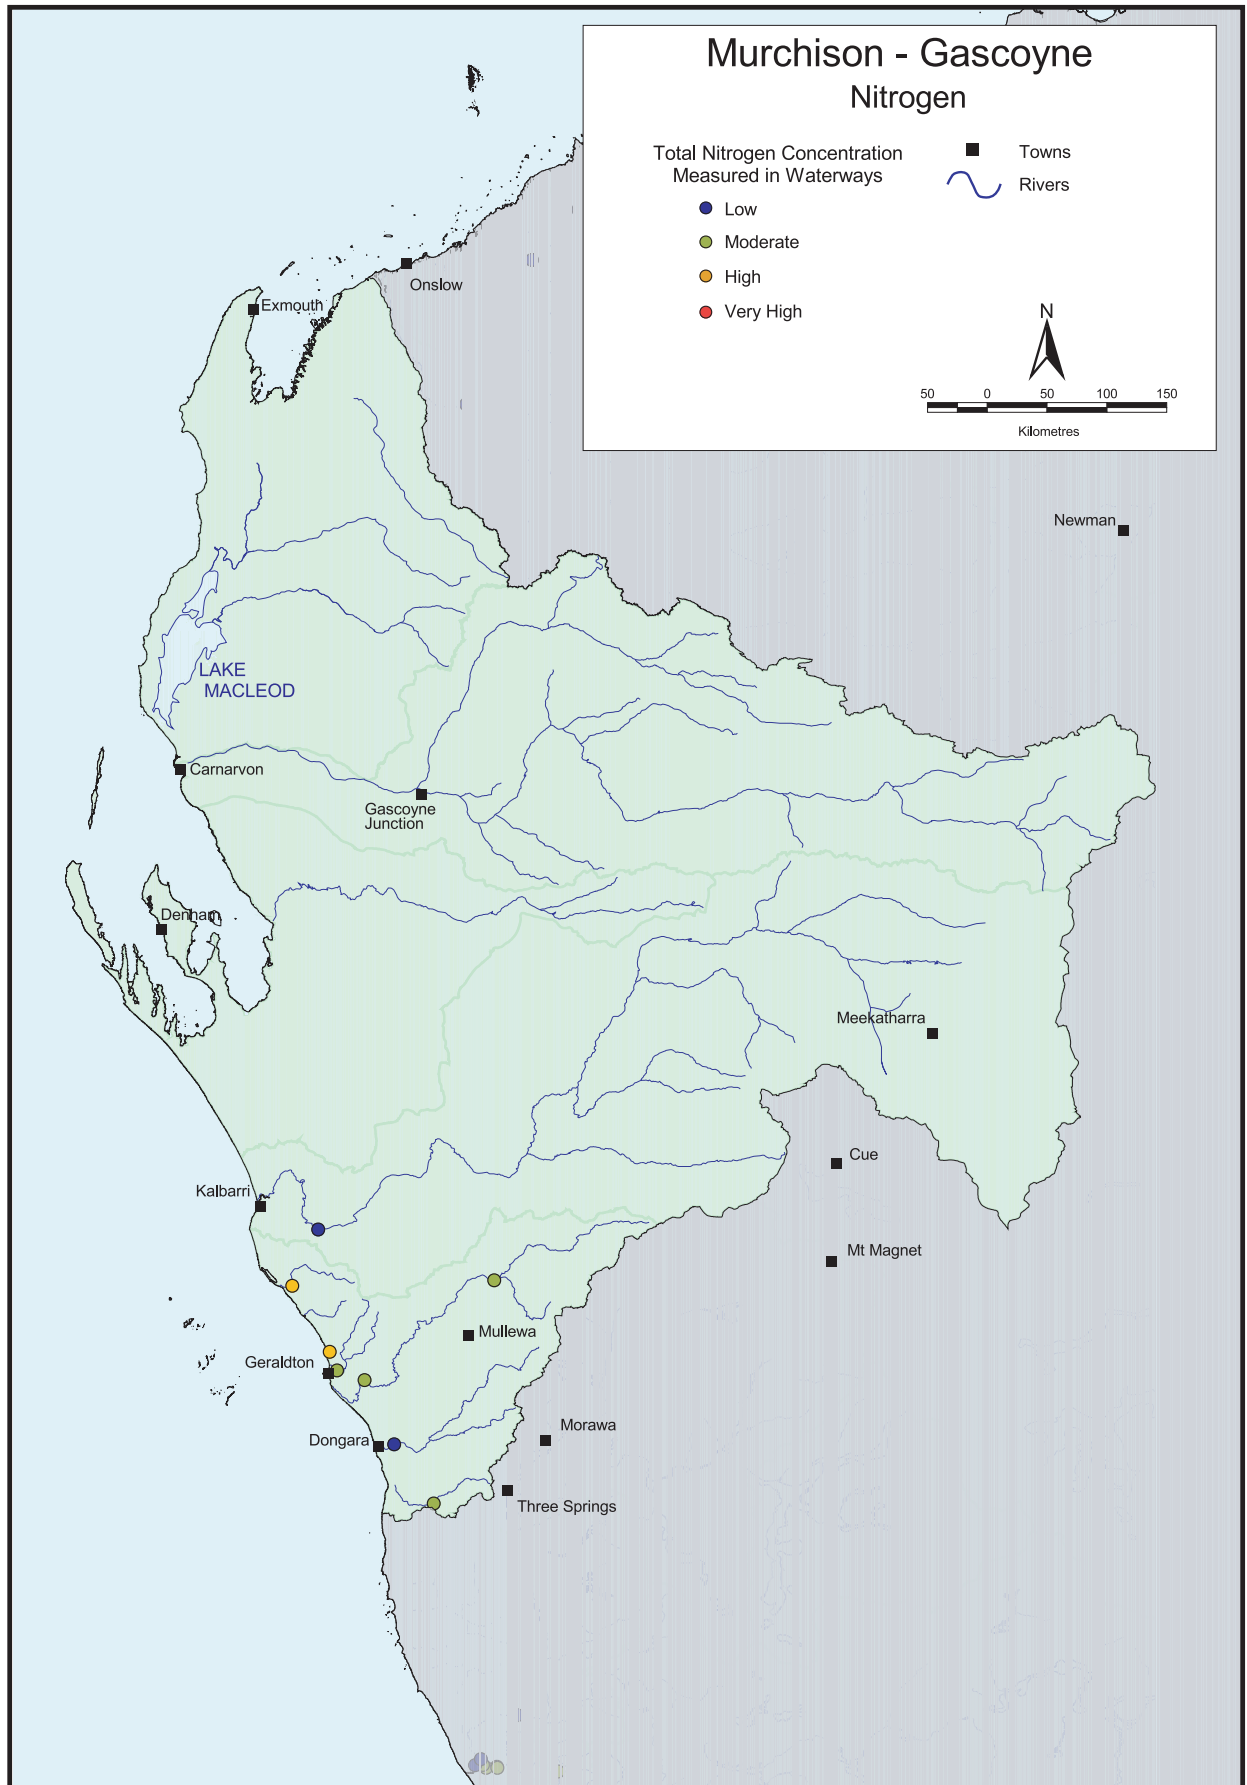 Murchison - Gascoyne
Nitrogen
Total Nitrogen Concentration
Measured in Waterways
Low
Moderate
High
Very High
Towns
Rivers
N
50 0 50 100 150
Kilometres
Onslow
Exmouth
Newman
LAKE
MACLEOD
Carnarvon
Gascoyne
Junction
Denham
Meekatharra
Cue
Kalbarri
Mt Magnet
Mullewa
Geraldton
Morawa
Dongara
Three Springs